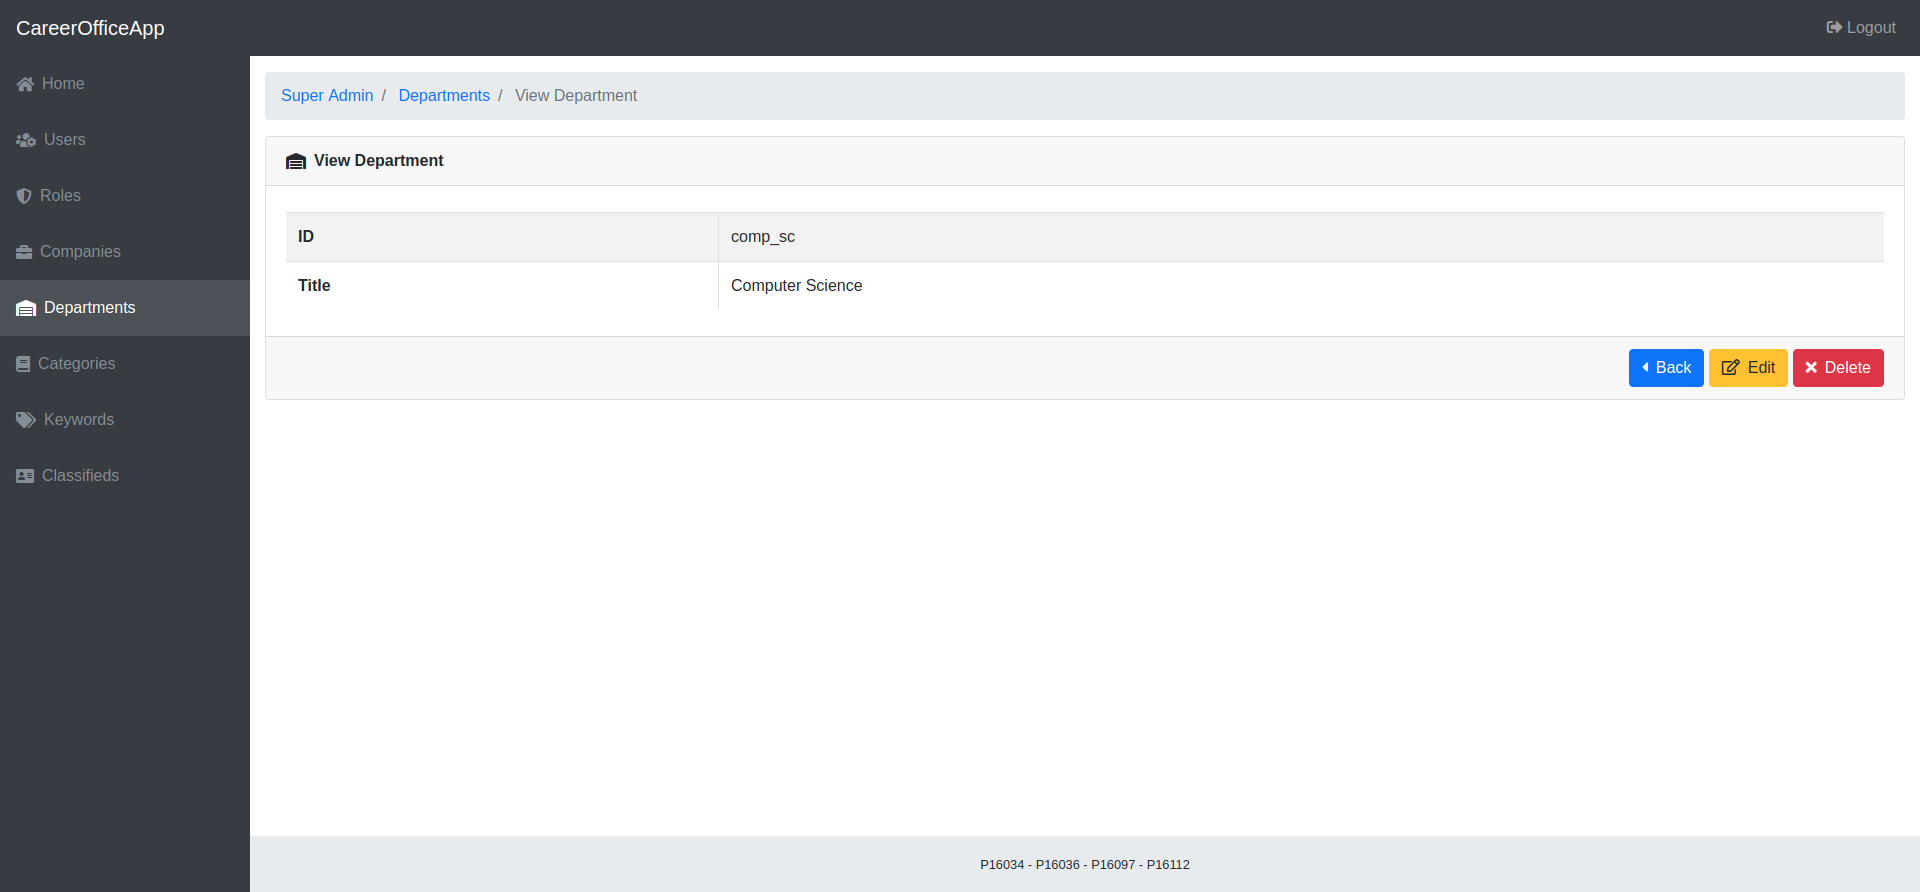 CareerOfficeApp
Logout
Home
Users
Roles
Companies
Departments
Categories
Keywords
Classifieds
Super Admin / Departments / View Department
View Department
ID comp_sc
Title Computer Science
Back Edit Delete
P16034 - P16036 - P16097 - P16112